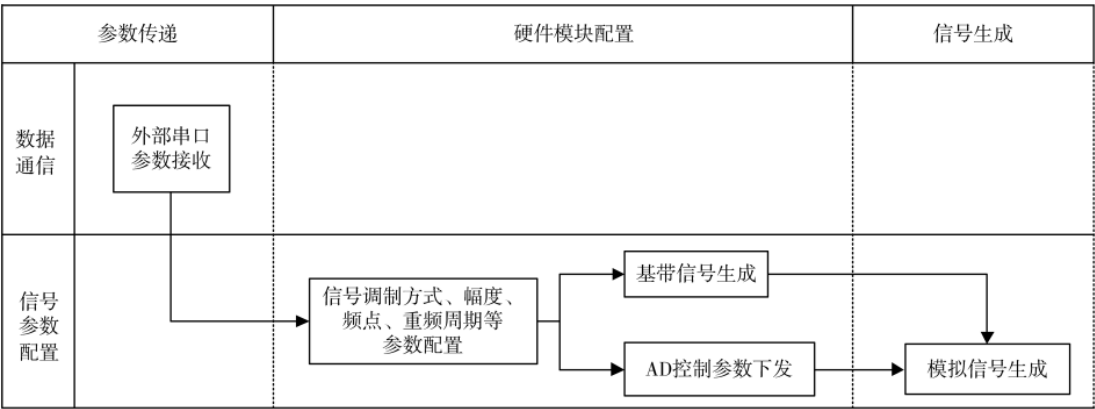 参数传递
硬件模块配置
信号生成
数据
通信
外部串口
参数接收
信号
参数
配置
信号调制方式、幅度、
频点、重频周期等
参数配置
基带信号生成
AD控制参数下发
模拟信号生成